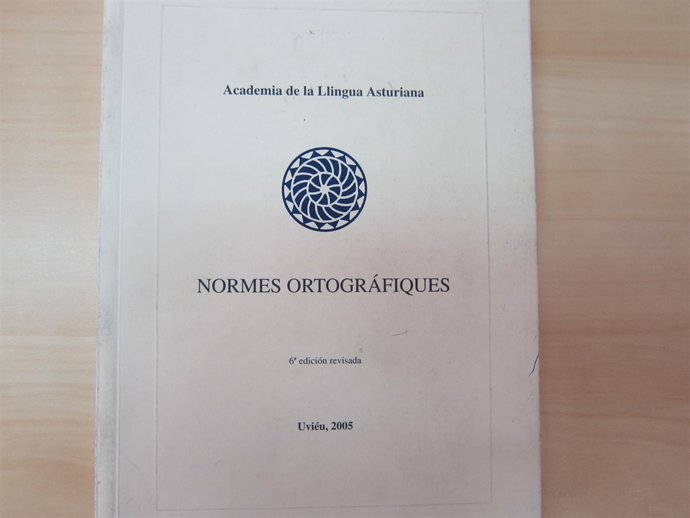 Academia de la Llingua Asturiana
NORMES ORTOGRÁFIQUES
6ª edición revisada
Uviéu, 2005